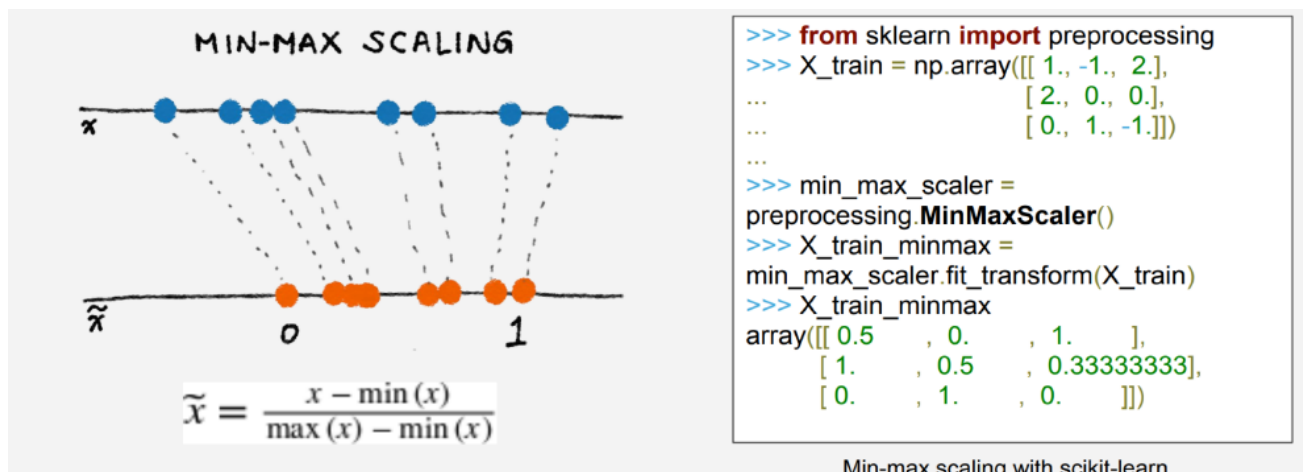 MIN-MAX SCALING
x
x̃
0
1
x̃ = x − min (x) / max (x) − min (x)
>>> from sklearn import preprocessing
>>> X_train = np.array([[ 1., -1., 2.],
... [ 2., 0., 0.],
... [ 0., 1., -1.]])
...
>>> min_max_scaler =
preprocessing.MinMaxScaler()
>>> X_train_minmax =
min_max_scaler.fit_transform(X_train)
>>> X_train_minmax
array([[ 0.5 , 0. , 1. ],
[ 1. , 0.5 , 0.33333333],
[ 0. , 1. , 0. ]])
Min-max scaling with scikit-learn